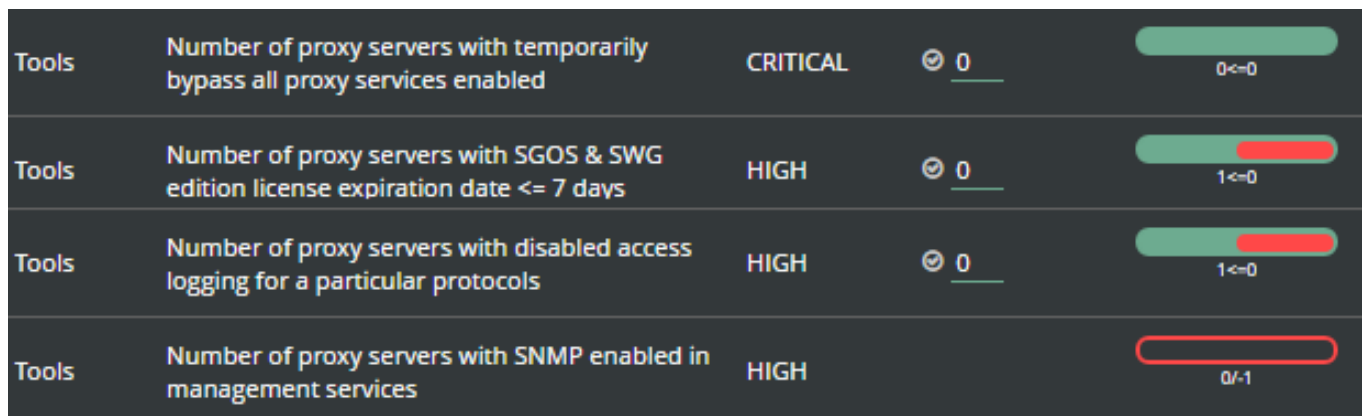 Tools
Number of proxy servers with temporarily
bypass all proxy services enabled
CRITICAL
0
0<=0
Tools
Number of proxy servers with SGOS & SWG
edition license expiration date <= 7 days
HIGH
0
1<=0
Tools
Number of proxy servers with disabled access
logging for a particular protocols
HIGH
0
1<=0
Tools
Number of proxy servers with SNMP enabled in
management services
HIGH
0/-1